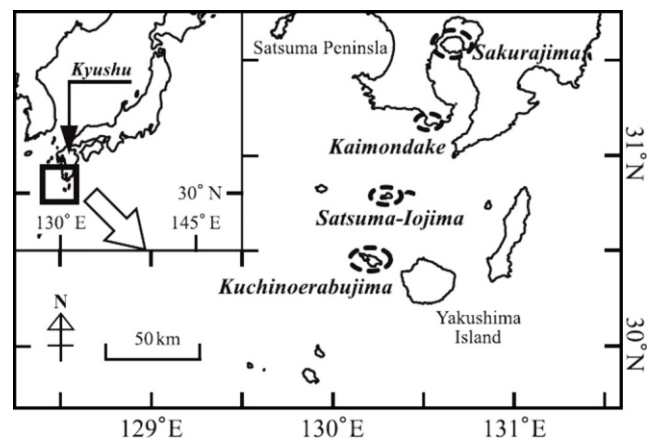 Kyushu
30° N
130° E
145° E
N
50 km
Satsuma Peninsla
Sakurajima
Kaimondake
Satsuma-Iojima
Kuchinoerabujima
Yakushima
Island
31°N
30°N
129°E
130°E
131°E